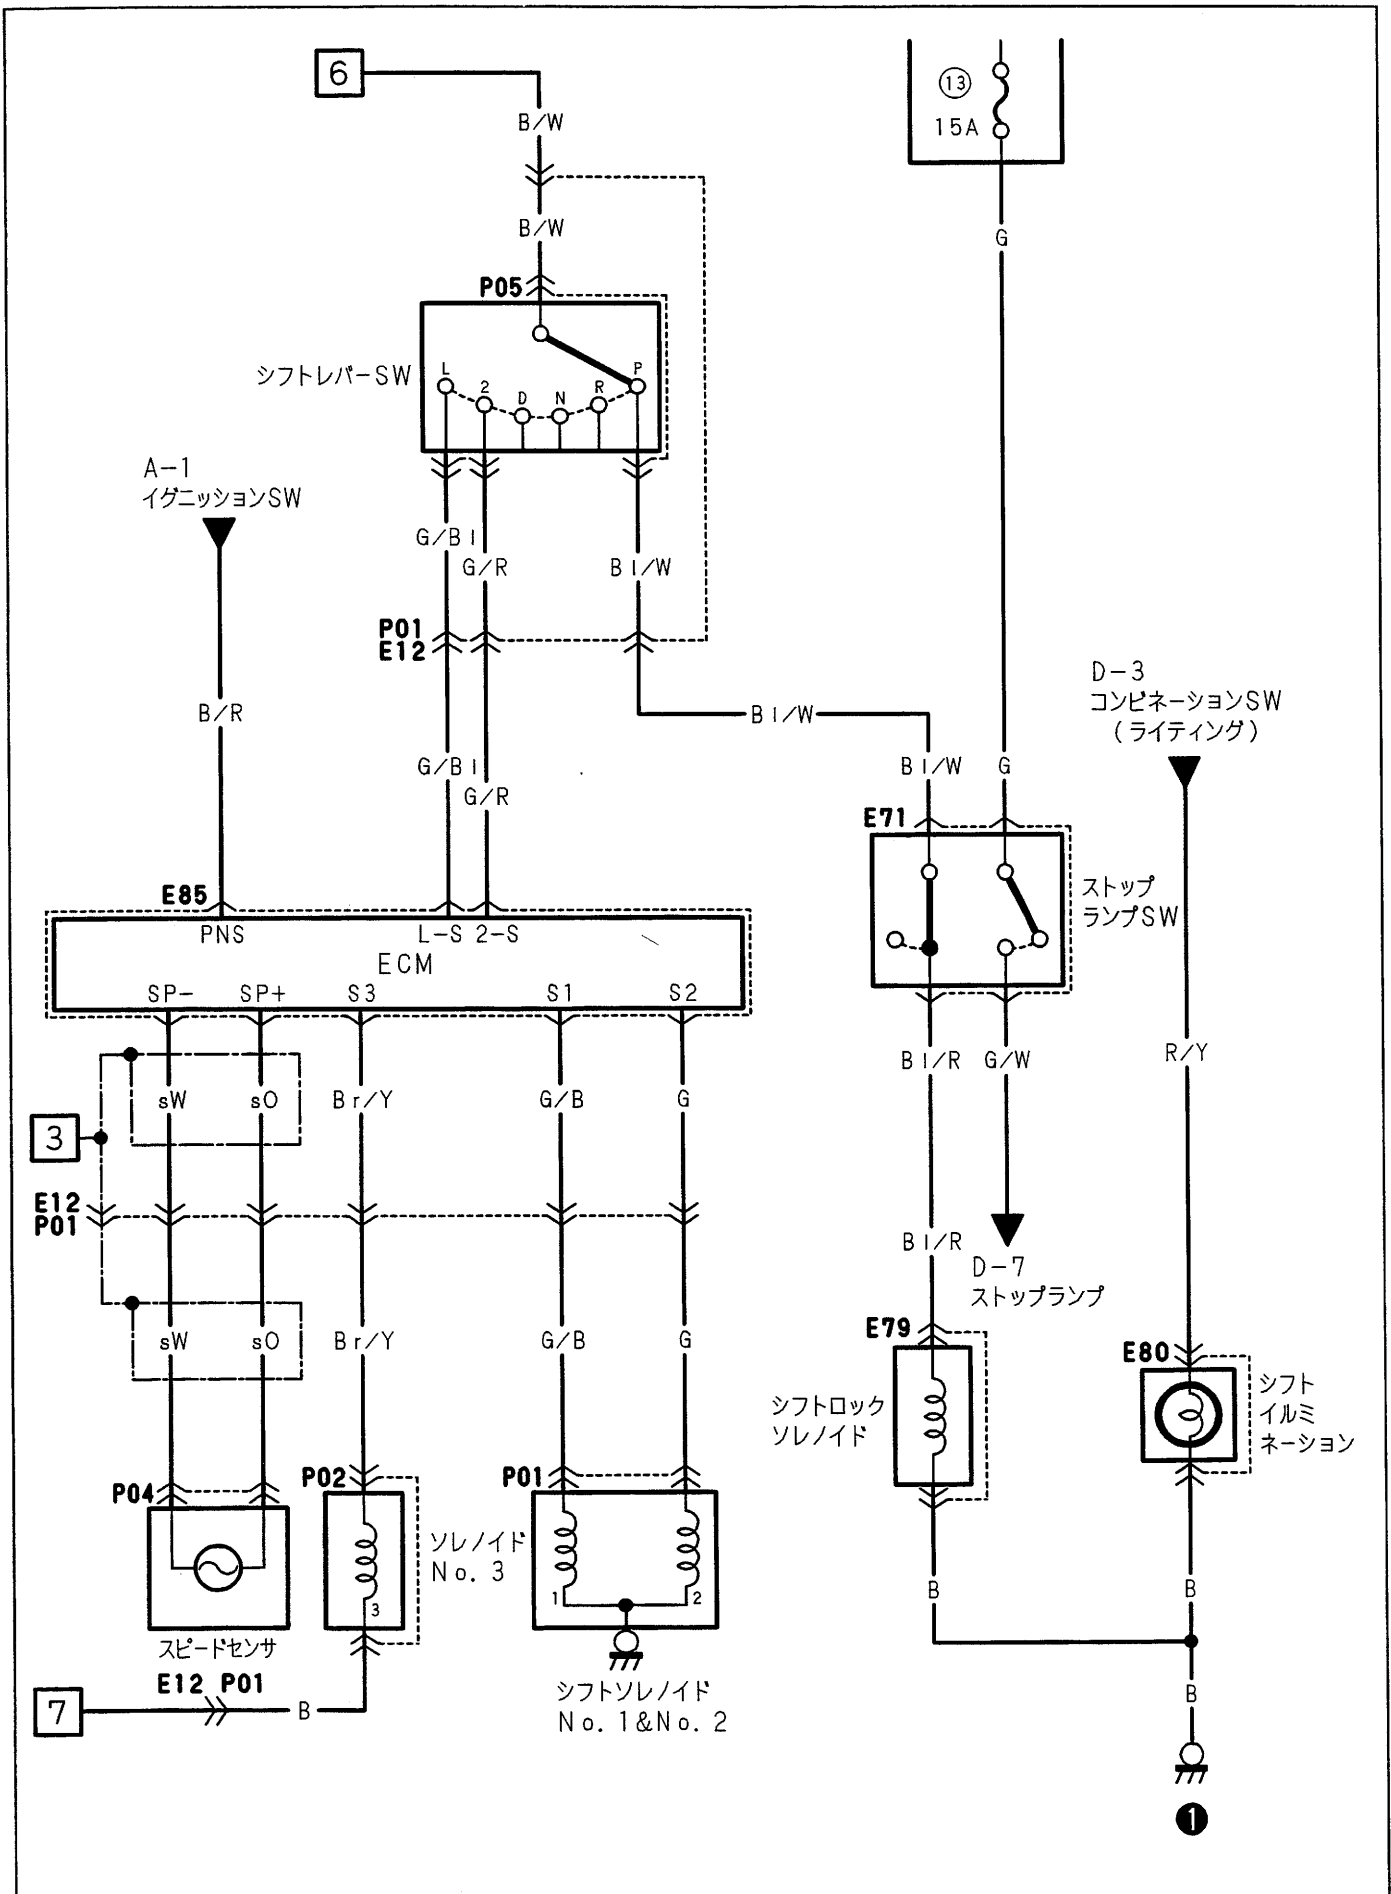 6
B/W
B/W
P05
シフトレバーSW
L
2
D
N
R
P
13
15A
G
A-1
イグニッションSW
G/Bl
G/R
Bl/W
P01
E12
B/R
Bl/W
G/Bl
G/R
Bl/W
G
D-3
コンビネーションSW
(ライティング)
E71
ストップ
ランプSW
E85
PNS
L-S 2-S
ECM
SP-
SP+
S3
S1
S2
sW
sO
Br/Y
G/B
G
Bl/R
G/W
R/Y
3
E12
P01
Bl/R
D-7
ストップランプ
sW
sO
Br/Y
G/B
G
E79
E80
シフト
イルミ
ネーション
シフトロック
ソレノイド
P04
P02
P01
ソレノイド
No. 3
3
1
2
スピードセンサ
E12 P01
7
B
シフトソレノイド
No. 1&No. 2
B
B
B
1